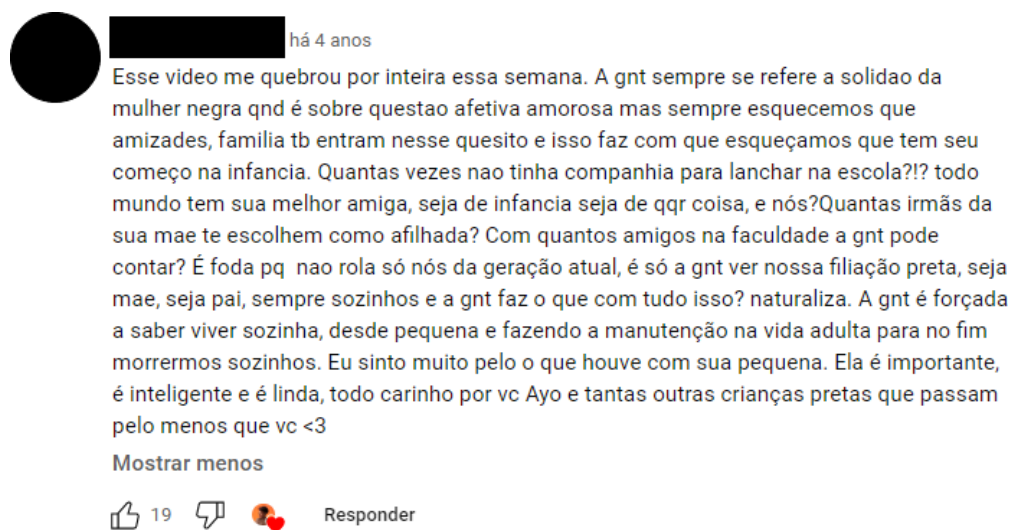 há 4 anos
Esse video me quebrou por inteira essa semana. A gnt sempre se refere a solidao da
mulher negra qnd é sobre questao afetiva amorosa mas sempre esquecemos que
amizades, familia tb entram nesse quesito e isso faz com que esqueçamos que tem seu
começo na infancia. Quantas vezes nao tinha companhia para lanchar na escola?!? todo
mundo tem sua melhor amiga, seja de infancia seja de qqr coisa, e nós?Quantas irmãs da
sua mae te escolhem como afilhada? Com quantos amigos na faculdade a gnt pode
contar? É foda pq  nao rola só nós da geração atual, é só a gnt ver nossa filiação preta, seja
mae, seja pai, sempre sozinhos e a gnt faz o que com tudo isso? naturaliza. A gnt é forçada
a saber viver sozinha, desde pequena e fazendo a manutenção na vida adulta para no fim
morrermos sozinhos. Eu sinto muito pelo o que houve com sua pequena. Ela é importante,
é inteligente e é linda, todo carinho por vc Ayo e tantas outras crianças pretas que passam
pelo menos que vc <3
Mostrar menos
19 Responder